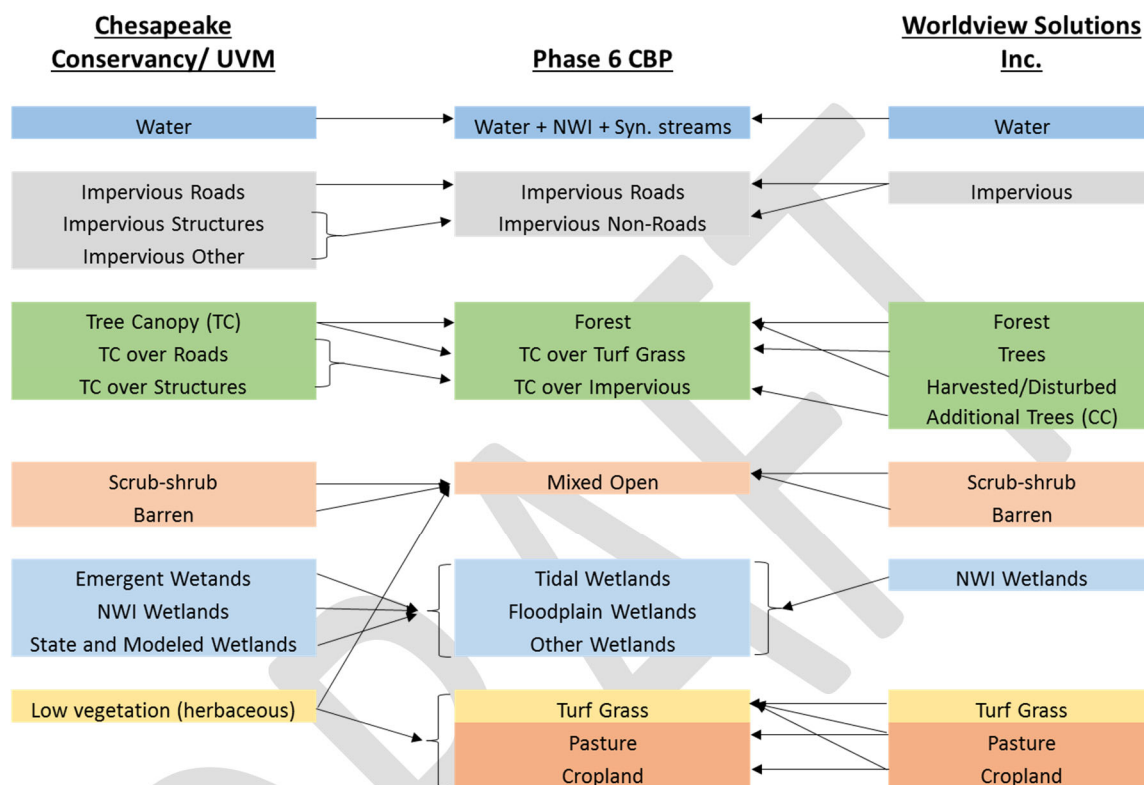 Chesapeake
Conservancy/ UVM
Phase 6 CBP
Worldview Solutions
Inc.
Water
Water + NWI + Syn. streams
Water
Impervious Roads
Impervious Roads
Impervious
Impervious Structures
Impervious Non-Roads
Impervious Other
Tree Canopy (TC)
Forest
Forest
TC over Roads
TC over Turf Grass
Trees
TC over Structures
TC over Impervious
Harvested/Disturbed
Additional Trees (CC)
Scrub-shrub
Mixed Open
Scrub-shrub
Barren
Barren
Emergent Wetands
Tidal Wetlands
NWI Wetlands
NWI Wetlands
Floodplain Wetlands
State and Modeled Wetlands
Other Wetlands
Low vegetation (herbaceous)
Turf Grass
Turf Grass
Pasture
Pasture
Cropland
Cropland
DRAFT